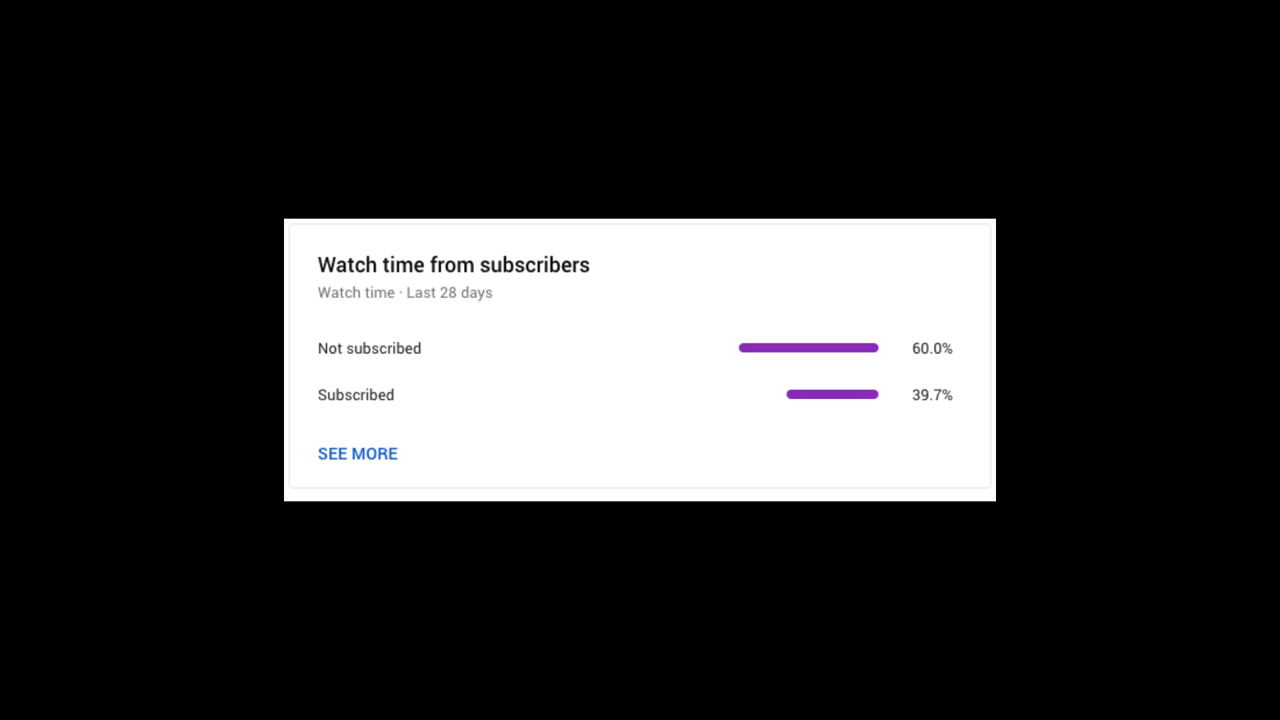 Watch time from subscribers
Watch time · Last 28 days
Not subscribed 60.0%
Subscribed 39.7%
SEE MORE